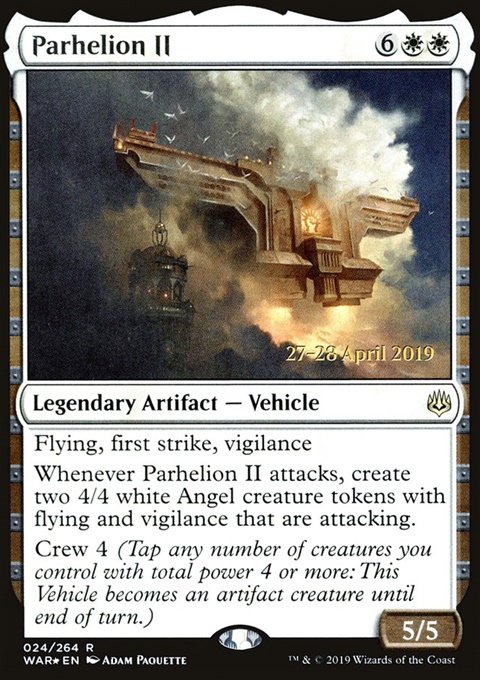 Parhelion II 6
27–28 April 2019
Legendary Artifact — Vehicle
Flying, first strike, vigilance
Whenever Parhelion II attacks, create
two 4/4 white Angel creature tokens with
flying and vigilance that are attacking.
Crew 4 (Tap any number of creatures you
control with total power 4 or more: This
Vehicle becomes an artifact creature until
end of turn.)
5/5
024/264 R
WAR★EN Adam Paquette ™ & © 2019 Wizards of the Coast